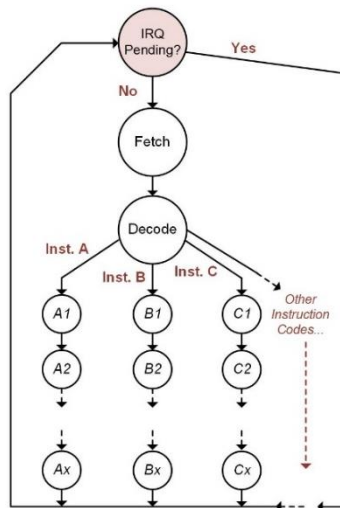 IRQ
Pending?
Yes
No
Fetch
Decode
Inst. A
Inst. B
Inst. C
A1
B1
C1
Other
Instruction
Codes...
A2
B2
C2
Ax
Bx
Cx